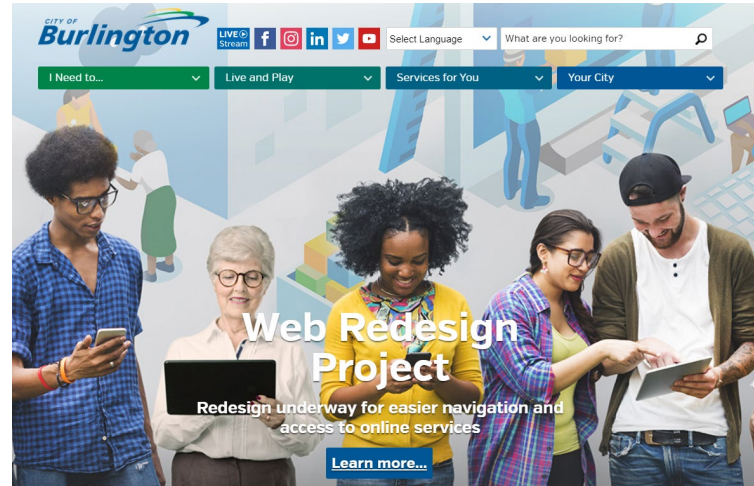 CITY OF
Burlington
LIVE
Stream
Select Language
What are you looking for?
I Need to...
Live and Play
Services for You
Your City
Web Redesign
Project
Redesign underway for easier navigation and
access to online services
Learn more...